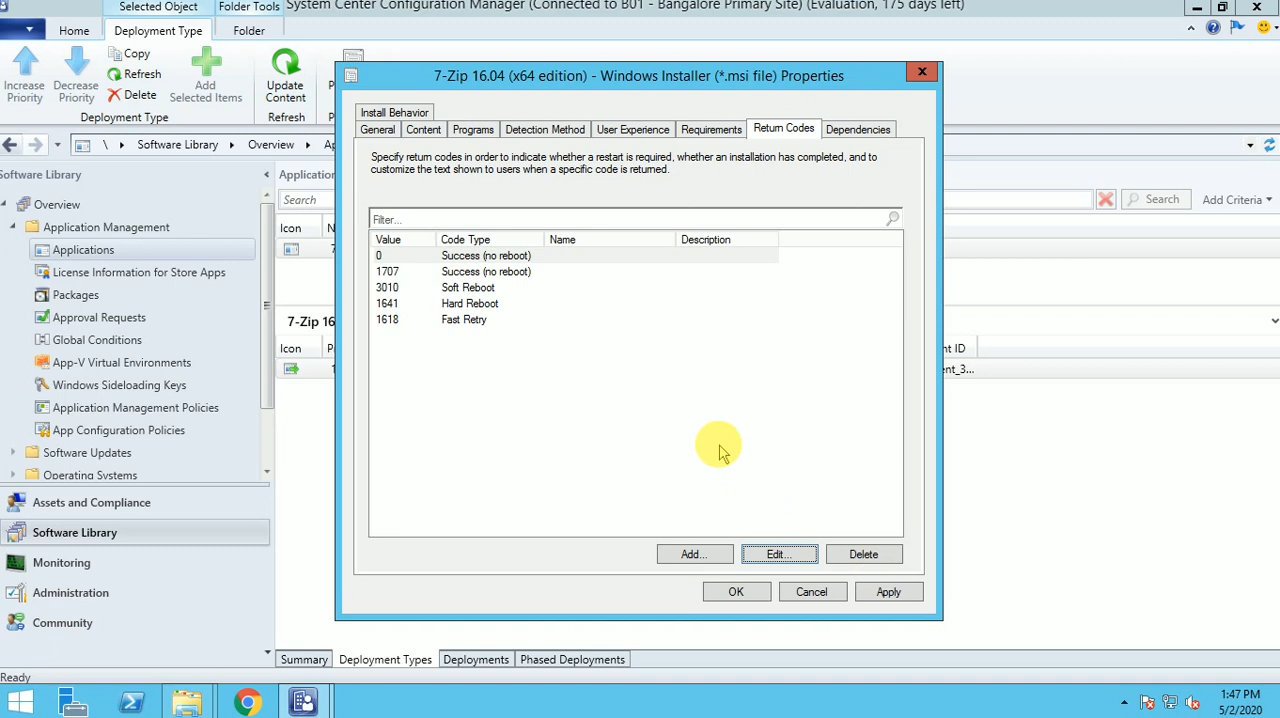 Selected Object
Folder Tools
System Center Configuration Manager (Connected to B01 - Bangalore Primary Site) (Evaluation, 175 days left)
Home
Deployment Type
Folder
Increase
Priority
Decrease
Priority
Copy
Refresh
Delete
Add
Selected Items
Update
Content
Deployment Type
Refresh
\ Software Library Overview
Software Library
Overview
Application Management
Applications
License Information for Store Apps
Packages
Approval Requests
Global Conditions
App-V Virtual Environments
Windows Sideloading Keys
Application Management Policies
App Configuration Policies
Software Updates
Operating Systems
Assets and Compliance
Software Library
Monitoring
Administration
Community
Ready
Search
Search
Add Criteria
Icon
7-Zip 16
Icon
nt ID
nt_3...
7-Zip 16.04 (x64 edition) - Windows Installer (*.msi file) Properties
Install Behavior
General Content Programs Detection Method User Experience Requirements Return Codes Dependencies
Specify return codes in order to indicate whether a restart is required, whether an installation has completed, and to
customize the text shown to users when a specific code is returned.
Filter...
Value Code Type Name Description
0 Success (no reboot)
1707 Success (no reboot)
3010 Soft Reboot
1641 Hard Reboot
1618 Fast Retry
Add... Edit... Delete
OK Cancel Apply
Summary Deployment Types Deployments Phased Deployments
1:47 PM
5/2/2020